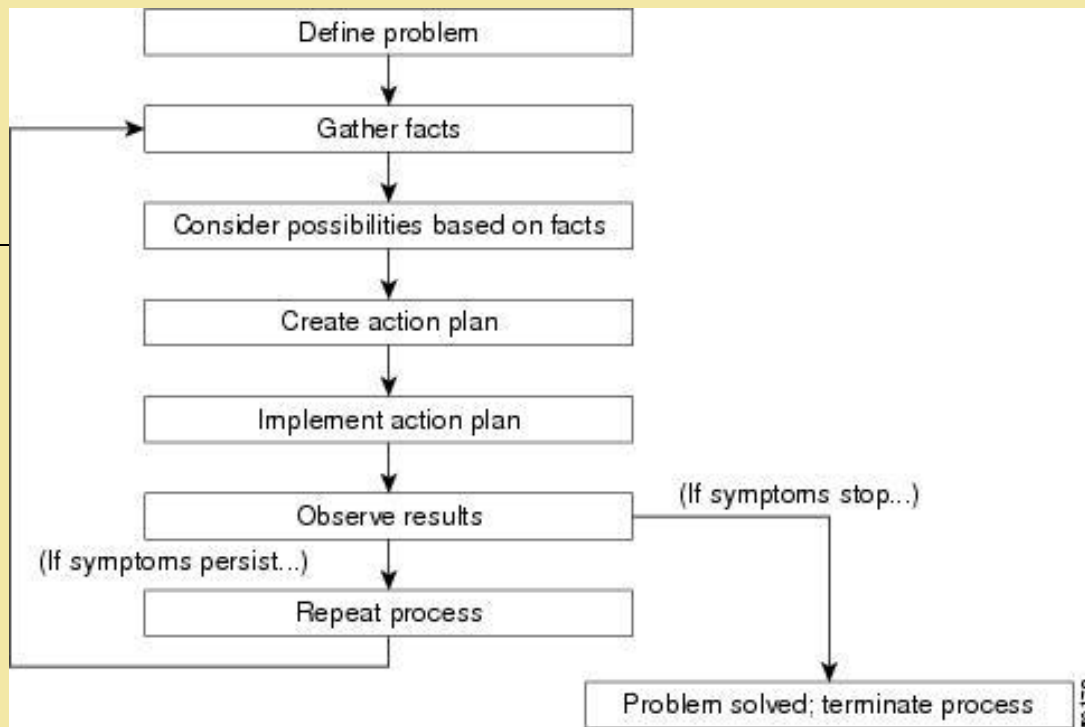 Define problem
Gather facts
Consider possibilities based on facts
Create action plan
Implement action plan
Observe results
(If symptoms stop...)
(If symptoms persist...)
Repeat process
Problem solved; terminate process